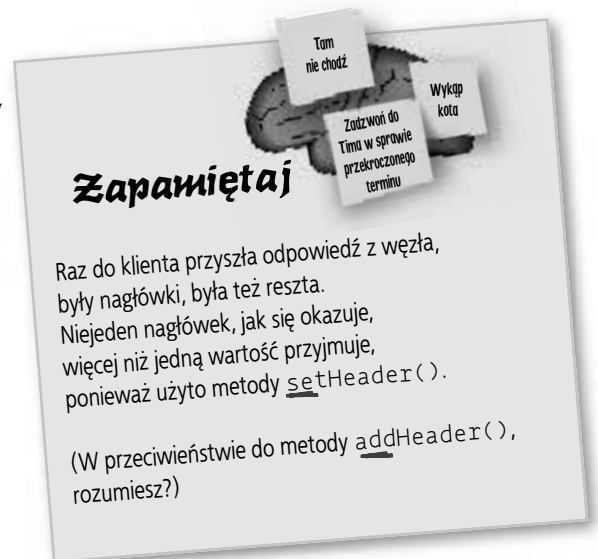 Tam
nie chodź
Wykąp
kota
Zadzwoń do
Tima w sprawie
przekroczonego
terminu
Zapamiętaj
Raz do klienta przyszła odpowiedź z węzła,
były nagłówki, była też reszta.
Niejeden nagłówek, jak się okazuje,
więcej niż jedną wartość przyjmuje,
ponieważ użyto metody setHeader().
(W przeciwieństwie do metody addHeader(),
rozumiesz?)